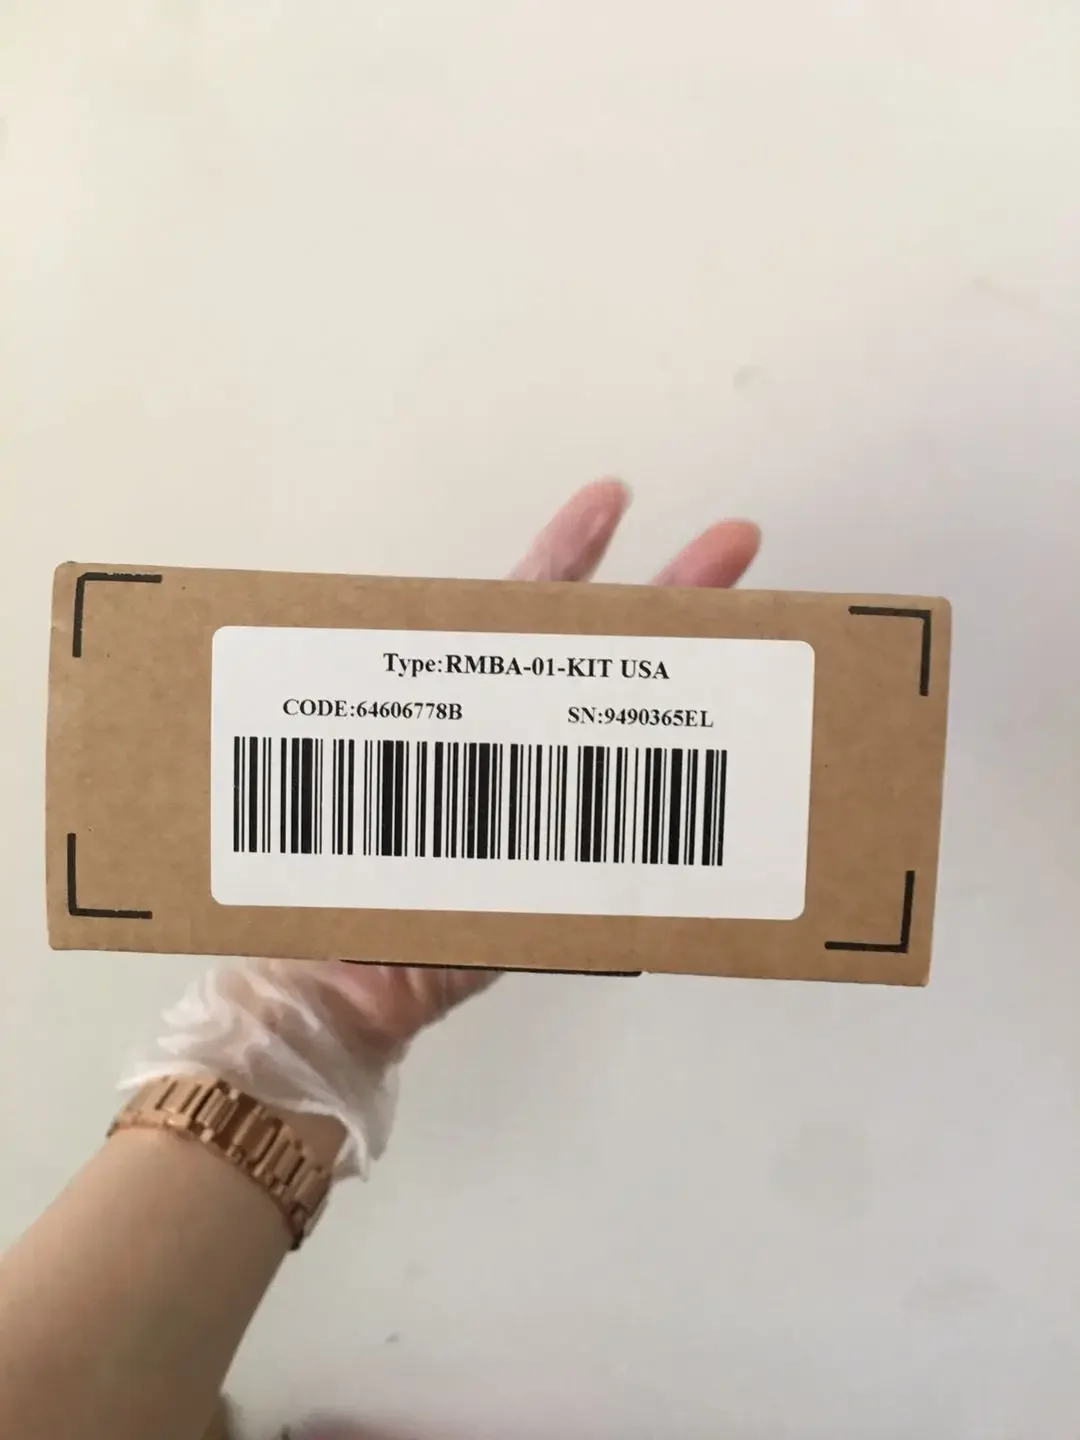 Type:RMBA-01-KIT USA
CODE:64606778B SN:9490365EL